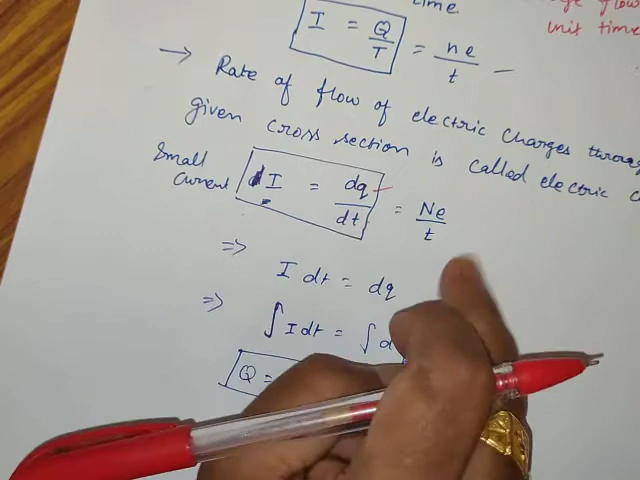 time
flow
unit time
I = Q/T = ne/t —
→ Rate of flow of electric charges through
given cross section is called electric
Small current dI = dq/dt = Ne/t
⇒ I dt = dq
⇒ ∫ I dt = ∫ d
Q =